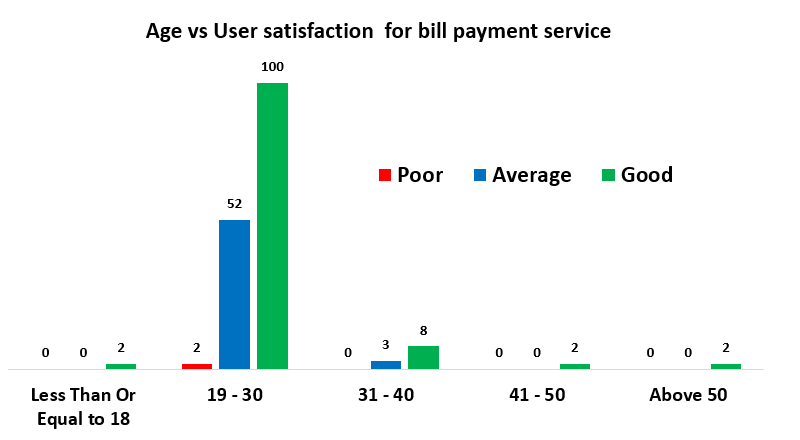 Age vs User satisfaction  for bill payment service
100
52
2
0
0
2
0
3
8
0
0
2
0
0
2
Poor
Average
Good
Less Than Or
Equal to 18
19 - 30
31 - 40
41 - 50
Above 50